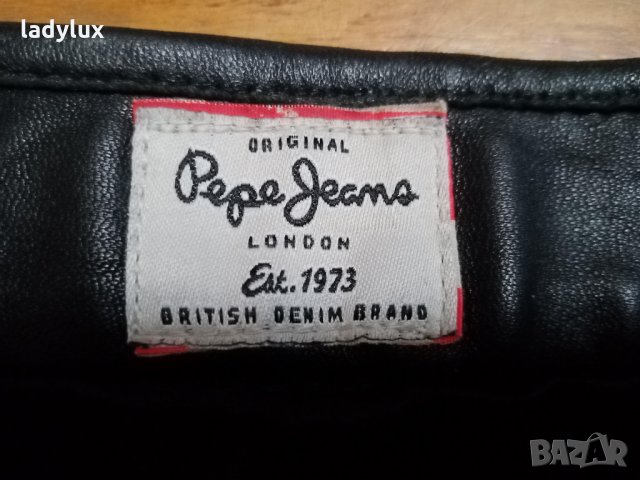 ladylux
ORIGINAL
Pepe Jeans
LONDON
Est. 1973
BRITISH DENIM BRAND
BAZAR